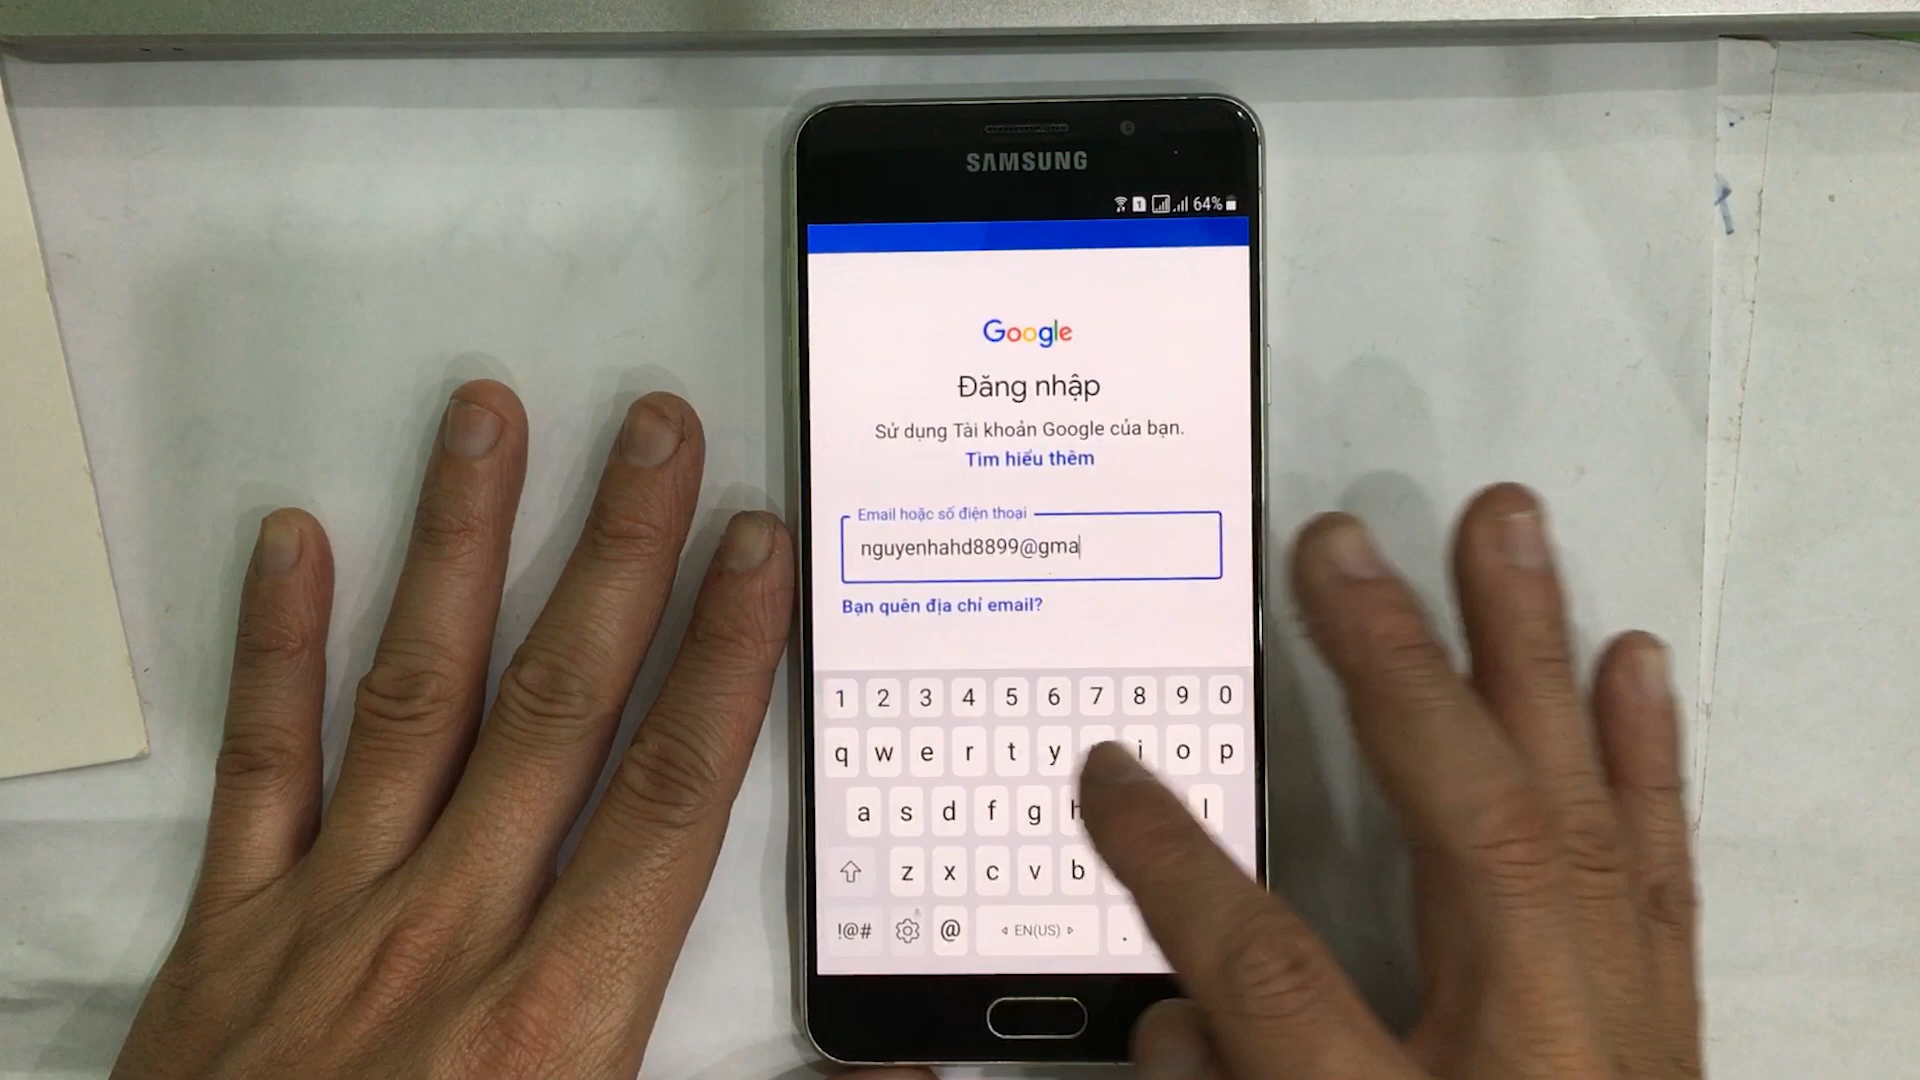 SAMSUNG
1 64%
Google
Đăng nhập
Sử dụng Tài khoản Google của bạn.
Tìm hiểu thêm
Email hoặc số điện thoại
nguyenhahd8899@gma
Bạn quên địa chỉ email?
1 2 3 4 5 6 7 8 9 0
q w e r t y i o p
a s d f g h l
z x c v b
!@# @ EN(US) .